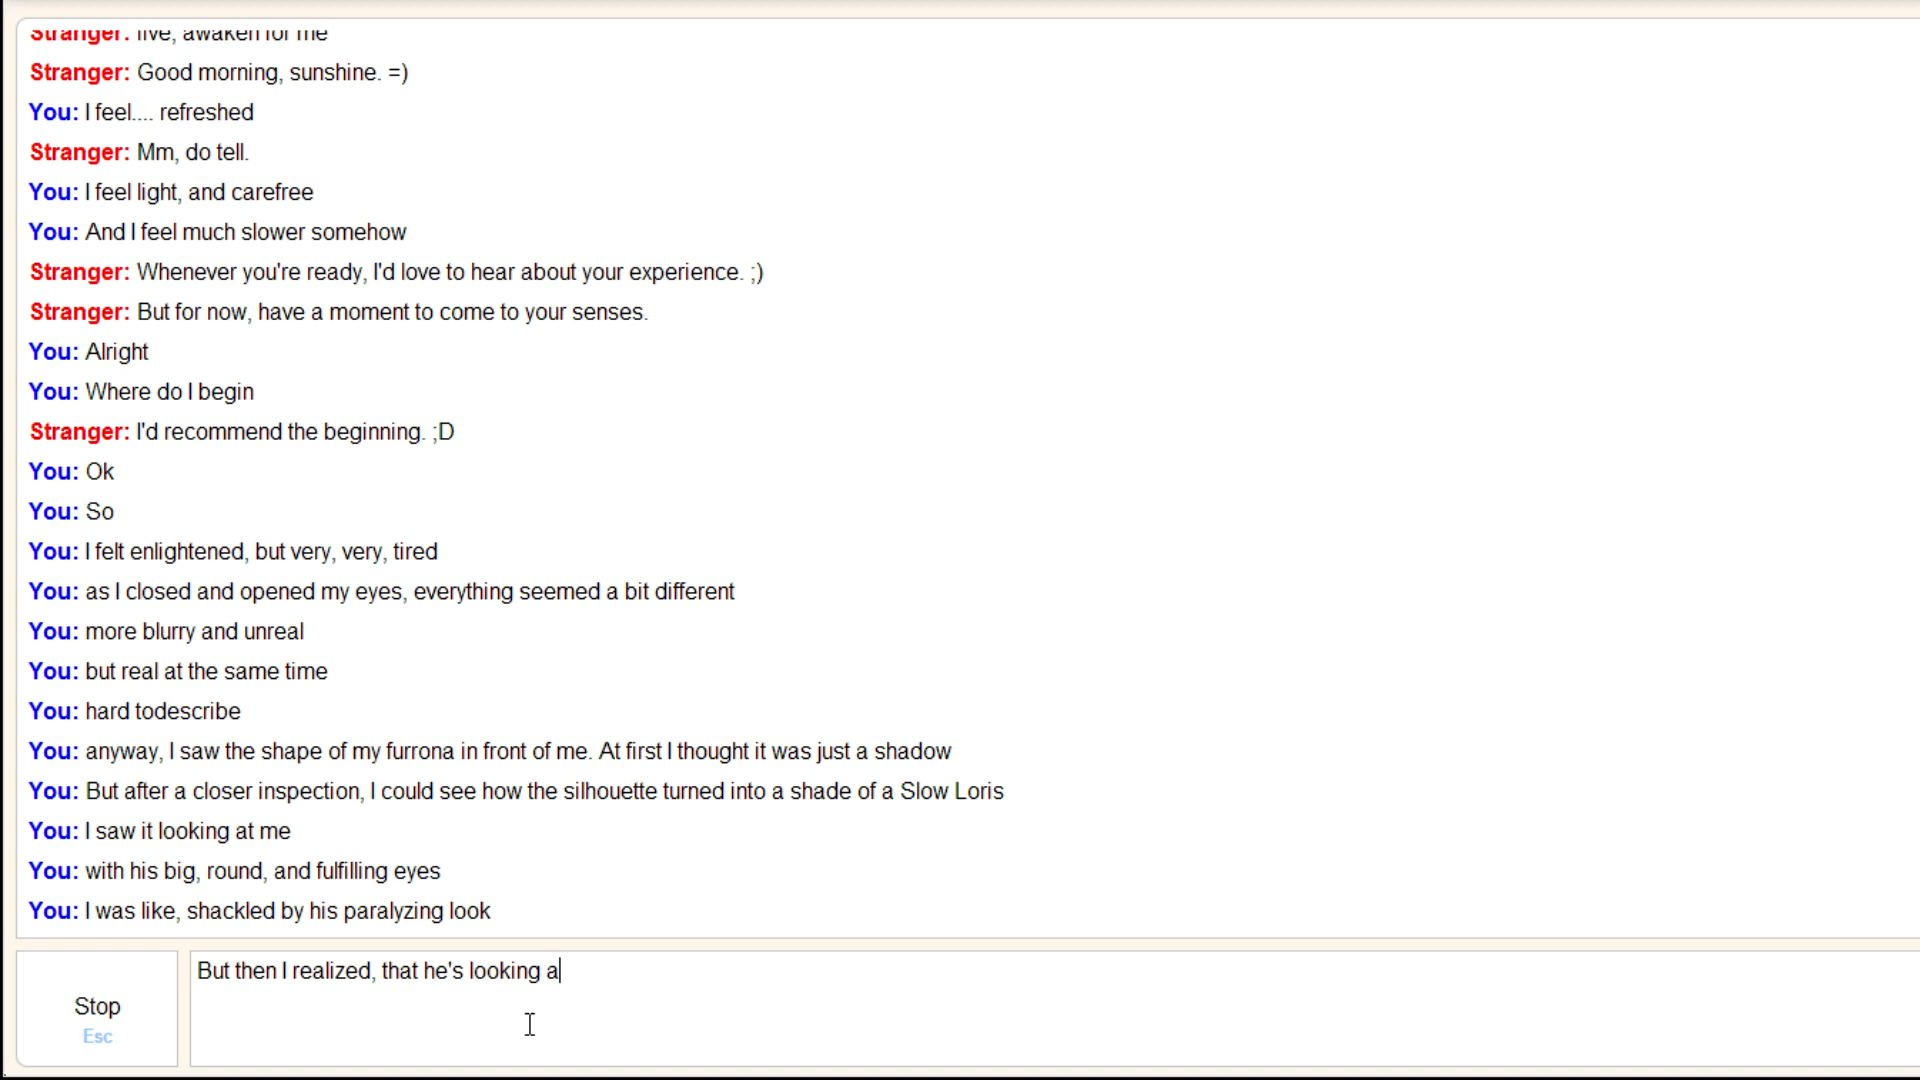 Stranger: live, awaken for me
Stranger: Good morning, sunshine. =)
You: I feel.... refreshed
Stranger: Mm, do tell.
You: I feel light, and carefree
You: And I feel much slower somehow
Stranger: Whenever you're ready, I'd love to hear about your experience. ;)
Stranger: But for now, have a moment to come to your senses.
You: Alright
You: Where do I begin
Stranger: I'd recommend the beginning. ;D
You: Ok
You: So
You: I felt enlightened, but very, very, tired
You: as I closed and opened my eyes, everything seemed a bit different
You: more blurry and unreal
You: but real at the same time
You: hard todescribe
You: anyway, I saw the shape of my furrona in front of me. At first I thought it was just a shadow
You: But after a closer inspection, I could see how the silhouette turned into a shade of a Slow Loris
You: I saw it looking at me
You: with his big, round, and fulfilling eyes
You: I was like, shackled by his paralyzing look
But then I realized, that he's looking a
Stop
Esc